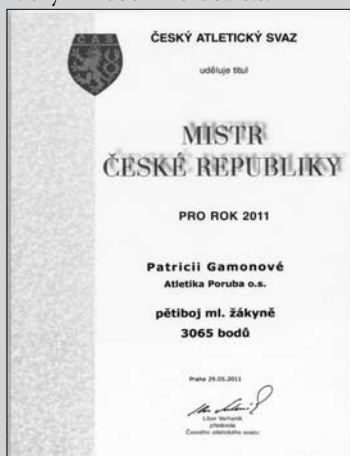 ČAS
ČESKÝ ATLETICKÝ SVAZ
uděluje titul
MISTR
ČESKÉ REPUBLIKY
PRO ROK 2011
Patricii Gamonové
Atletika Poruba o.s.
pětiboj ml. žákyně
3065 bodů
Praha 29.05.2011
Libor Varhaník
předseda
Českého atletického svazu